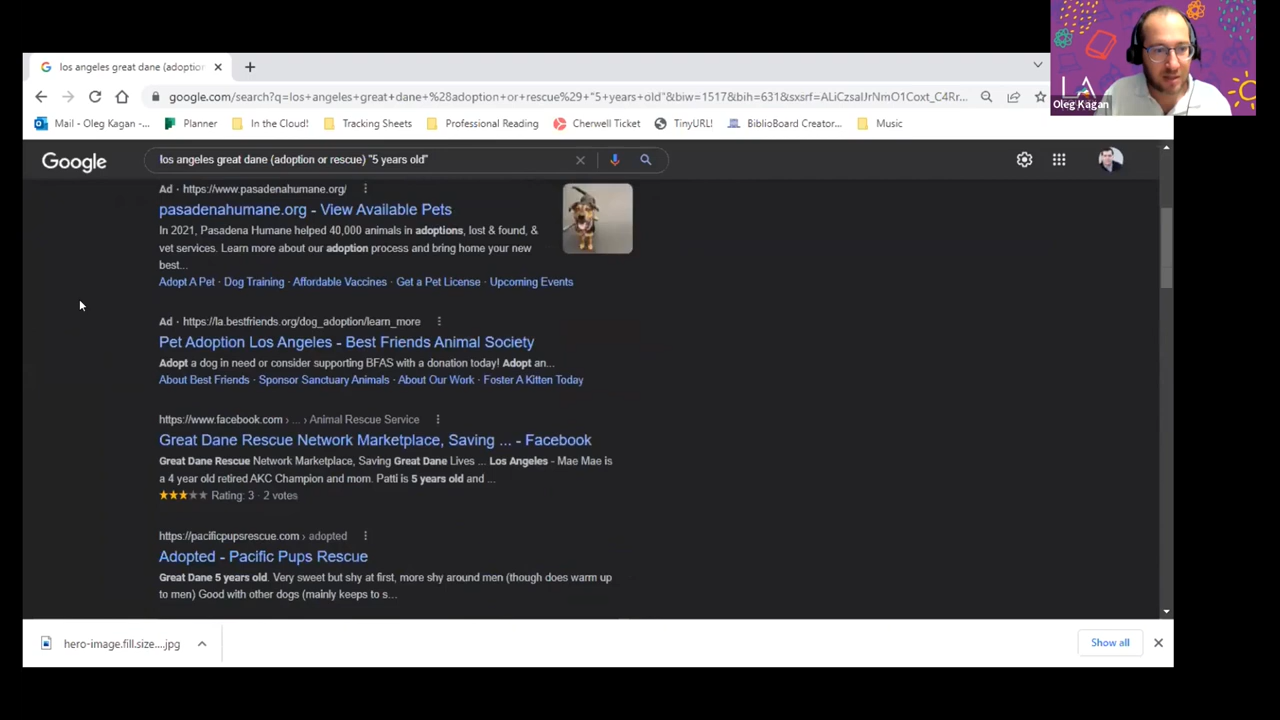 los angeles great dane (adoptio
google.com/search?q=los+angeles+great+dane+%28adoption+or+rescue%29+"5+years+old"&biw=1517&bih=631&sxsrf=ALiCzsalJrNmO1Coxt_C4Rr...
LA
Oleg Kagan
Mail - Oleg Kagan -... Planner In the Cloud! Tracking Sheets Professional Reading Cherwell Ticket TinyURL! BiblioBoard Creator... Music
Google los angeles great dane (adoption or rescue) "5 years old"
Ad · https://www.pasadenahumane.org/
pasadenahumane.org - View Available Pets
In 2021, Pasadena Humane helped 40,000 animals in adoptions, lost & found, &
vet services. Learn more about our adoption process and bring home your new
best...
Adopt A Pet · Dog Training · Affordable Vaccines · Get a Pet License · Upcoming Events
Ad · https://la.bestfriends.org/dog_adoption/learn_more
Pet Adoption Los Angeles - Best Friends Animal Society
Adopt a dog in need or consider supporting BFAS with a donation today! Adopt an...
About Best Friends · Sponsor Sanctuary Animals · About Our Work · Foster A Kitten Today
https://www.facebook.com › ... › Animal Rescue Service
Great Dane Rescue Network Marketplace, Saving ... - Facebook
Great Dane Rescue Network Marketplace, Saving Great Dane Lives ... Los Angeles - Mae Mae is
a 4 year old retired AKC Champion and mom. Patti is 5 years old and ...
Rating: 3 · 2 votes
https://pacificpupsrescue.com › adopted
Adopted - Pacific Pups Rescue
Great Dane 5 years old. Very sweet but shy at first, more shy around men (though does warm up
to men) Good with other dogs (mainly keeps to s...
hero-image.fill.size....jpg
Show all